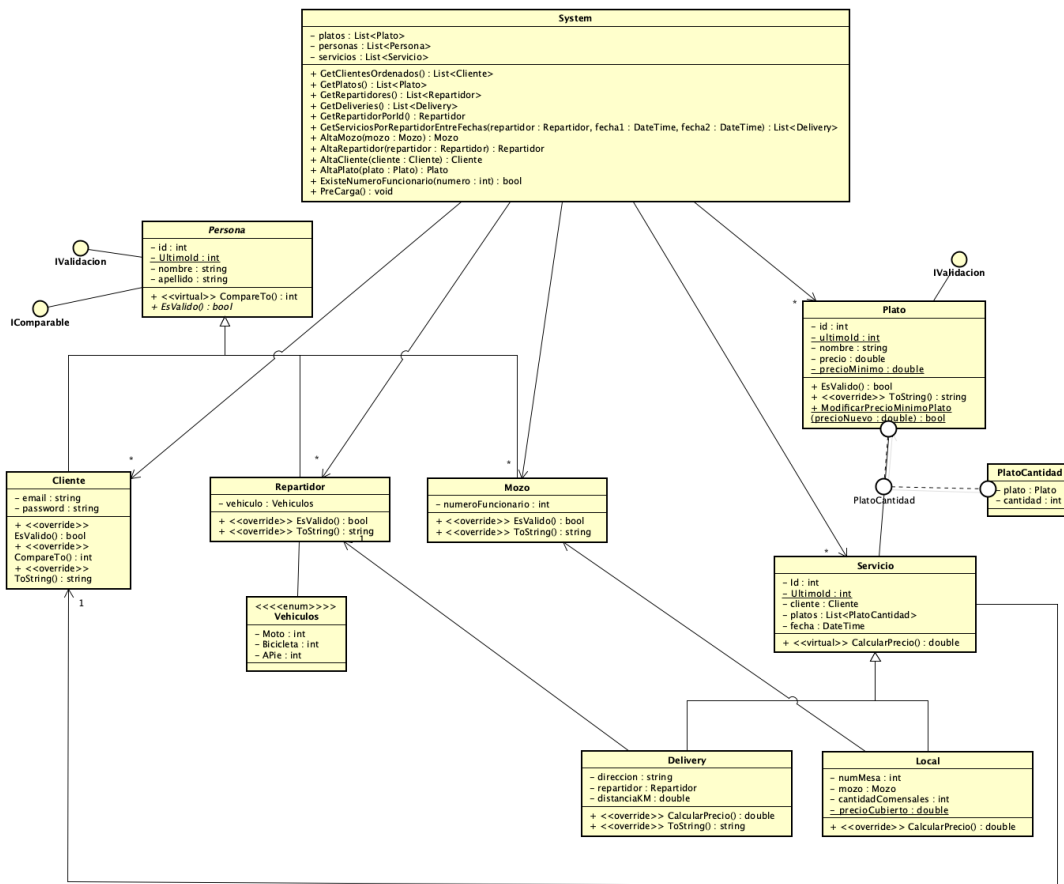 System
- platos : List<Plato>
- personas : List<Persona>
- servicios : List<Servicio>
+ GetClientesOrdenados() : List<Cliente>
+ GetPlatos() : List<Plato>
+ GetRepartidores() : List<Repartidor>
+ GetDeliveries() : List<Delivery>
+ GetRepartidorPorId() : Repartidor
+ GetServiciosPorRepartidorEntreFechas(repartidor : Repartidor, fecha1 : DateTime, fecha2 : DateTime) : List<Delivery>
+ AltaMozo(mozo : Mozo) : Mozo
+ AltaRepartidor(repartidor : Repartidor) : Repartidor
+ AltaCliente(cliente : Cliente) : Cliente
+ AltaPlato(plato : Plato) : Plato
+ ExisteNumeroFuncionario(numero : int) : bool
+ PreCarga() : void
Persona
- id : int
- UltimoId : int
- nombre : string
- apellido : string
+ <<virtual>> CompareTo() : int
+ EsValido() : bool
IValidacion
IComparable
IValidacion
*
Plato
- id : int
- ultimoId : int
- nombre : string
- precio : double
- precioMinimo : double
+ EsValido() : bool
+ <<override>> ToString() : string
+ ModificarPrecioMinimoPlato
(precioNuevo : double) : bool
*
*
*
Cliente
- email : string
- password : string
+ <<override>>
EsValido() : bool
+ <<override>>
CompareTo() : int
+ <<override>>
ToString() : string
1
Repartidor
- vehiculo : Vehiculos
+ <<override>> EsValido() : bool
+ <<override>> ToString() : string
1
Mozo
- numeroFuncionario : int
+ <<override>> EsValido() : bool
+ <<override>> ToString() : string
PlatoCantidad
PlatoCantidad
- plato : Plato
- cantidad : int
*
Servicio
- Id : int
- UltimoId : int
- cliente : Cliente
- platos : List<PlatoCantidad>
- fecha : DateTime
+ <<virtual>> CalcularPrecio() : double
<<<<enum>>>>
Vehiculos
- Moto : int
- Bicicleta : int
- APie : int
Delivery
- direccion : string
- repartidor : Repartidor
- distanciaKM : double
+ <<override>> CalcularPrecio() : double
+ <<override>> ToString() : string
Local
- numMesa : int
- mozo : Mozo
- cantidadComensales : int
- precioCubierto : double
+ <<override>> CalcularPrecio() : double